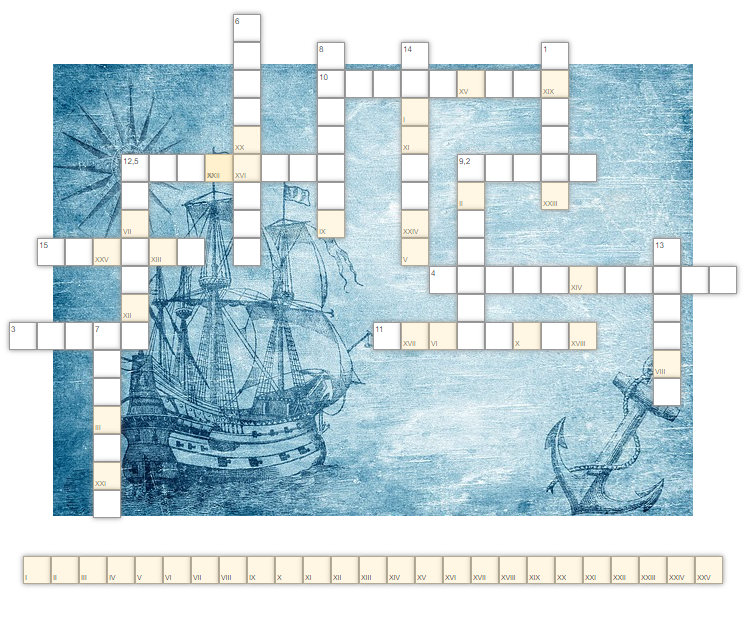 6
8 14 1
10
XV XIX
I
XX XI
12,5 9,2
XXII XVI
II XXIII
VII IX XXIV
15 13
XXV XIII V
4
XIV
XII
3 7 11
XVII VI X XVIII
VIII
III
XXI
I II III IV V VI VII VIII IX X XI XII XIII XIV XV XVI XVII XVIII XIX XX XXI XXII XXIII XXIV XXV